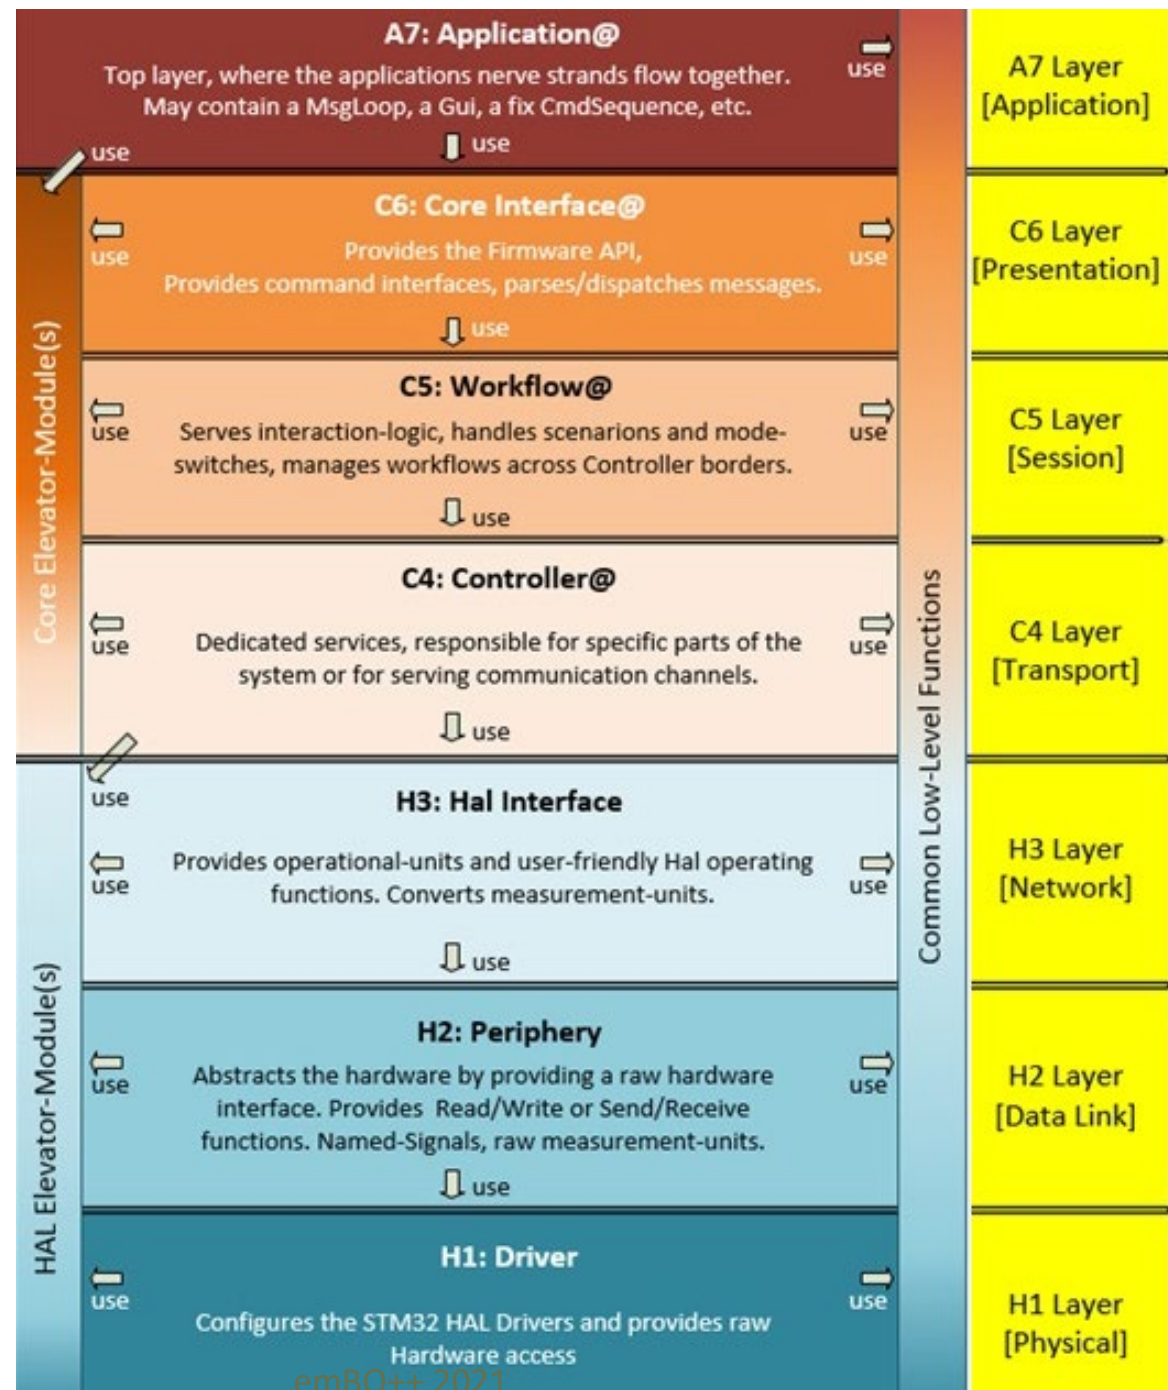 A7: Application@
Top layer, where the applications nerve strands flow together.
May contain a MsgLoop, a Gui, a fix CmdSequence, etc.
use
use
use
A7 Layer
[Application]
C6: Core Interface@
Provides the Firmware API,
Provides command interfaces, parses/dispatches messages.
use
use
use
C6 Layer
[Presentation]
C5: Workflow@
Serves interaction-logic, handles scenarions and mode-
switches, manages workflows across Controller borders.
use
use
use
C5 Layer
[Session]
C4: Controller@
Dedicated services, responsible for specific parts of the
system or for serving communication channels.
use
use
use
C4 Layer
[Transport]
Core Elevator-Module(s)
Common Low-Level Functions
use
H3: Hal Interface
Provides operational-units and user-friendly Hal operating
functions. Converts measurement-units.
use
use
use
H3 Layer
[Network]
H2: Periphery
Abstracts the hardware by providing a raw hardware
interface. Provides Read/Write or Send/Receive
functions. Named-Signals, raw measurement-units.
use
use
use
H2 Layer
[Data Link]
HAL Elevator-Module(s)
H1: Driver
Configures the STM32 HAL Drivers and provides raw
Hardware access
use
use
H1 Layer
[Physical]
emBO++ 2021